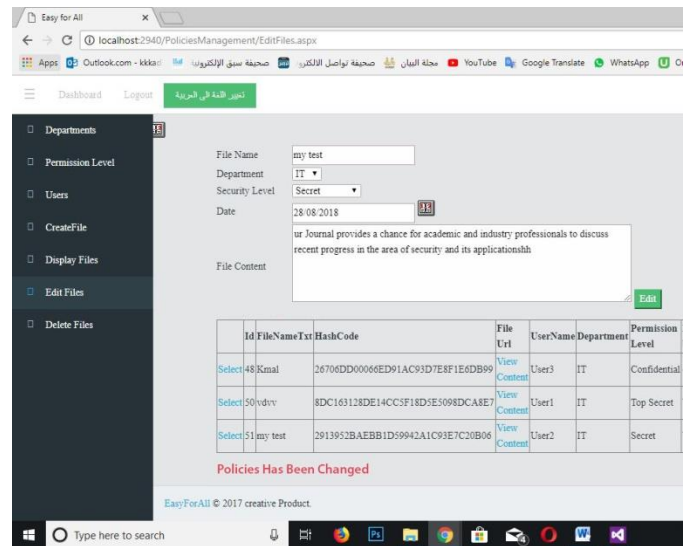 Easy for All
localhost:2940/PoliciesManagement/EditFiles.aspx
Apps Outlook.com - kkka صحيفة سبق الإلكترونية صحيفة تواصل الالكترو مجلة البيان YouTube Google Translate WhatsApp
Dashboard Logout
Departments
Permission Level
Users
CreateFile
Display Files
Edit Files
Delete Files
File Name my test
Department IT
Security Level Secret
Date 28/08/2018
File Content
ur Journal provides a chance for academic and industry professionals to discuss
recent progress in the area of security and its applicationshh
Edit
Id FileNameTxt HashCode File Url UserName Department Permission Level
Select 48 Kmal 26706DD00066ED91AC93D7E8F1E6DB99 View Content User3 IT Confidential
Select 50 vdvv 8DC163128DE14CC5F18D5E5098DCA8E7 View Content User1 IT Top Secret
Select 51 my test 2913952BAEBB1D59942A1C93E7C20B06 View Content User2 IT Secret
Policies Has Been Changed
EasyForAll © 2017 creative Product.
Type here to search